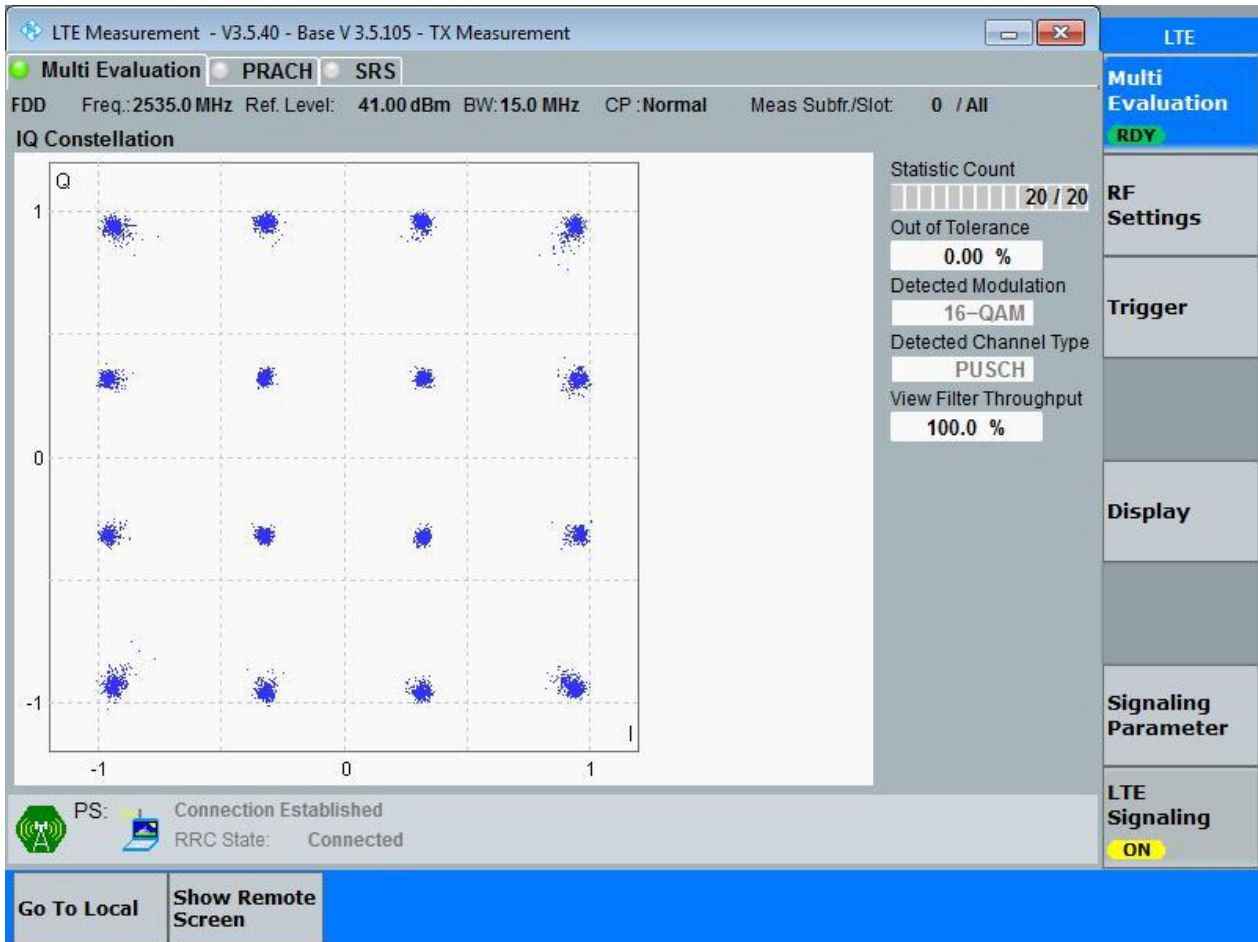 LTE Measurement - V3.5.40 - Base V 3.5.105 - TX Measurement
LTE
Multi Evaluation PRACH SRS
Multi
Evaluation
RDY
FDD Freq.: 2535.0 MHz Ref. Level: 41.00 dBm BW: 15.0 MHz CP : Normal Meas Subfr./Slot: 0 / All
IQ Constellation
Q
1
0
-1
I
-1 0 1
Statistic Count
20 / 20
Out of Tolerance
0.00 %
Detected Modulation
16-QAM
Detected Channel Type
PUSCH
View Filter Throughput
100.0 %
RF
Settings
Trigger
Display
Signaling
Parameter
LTE
Signaling
ON
PS: Connection Established
RRC State: Connected
Go To Local
Show Remote
Screen